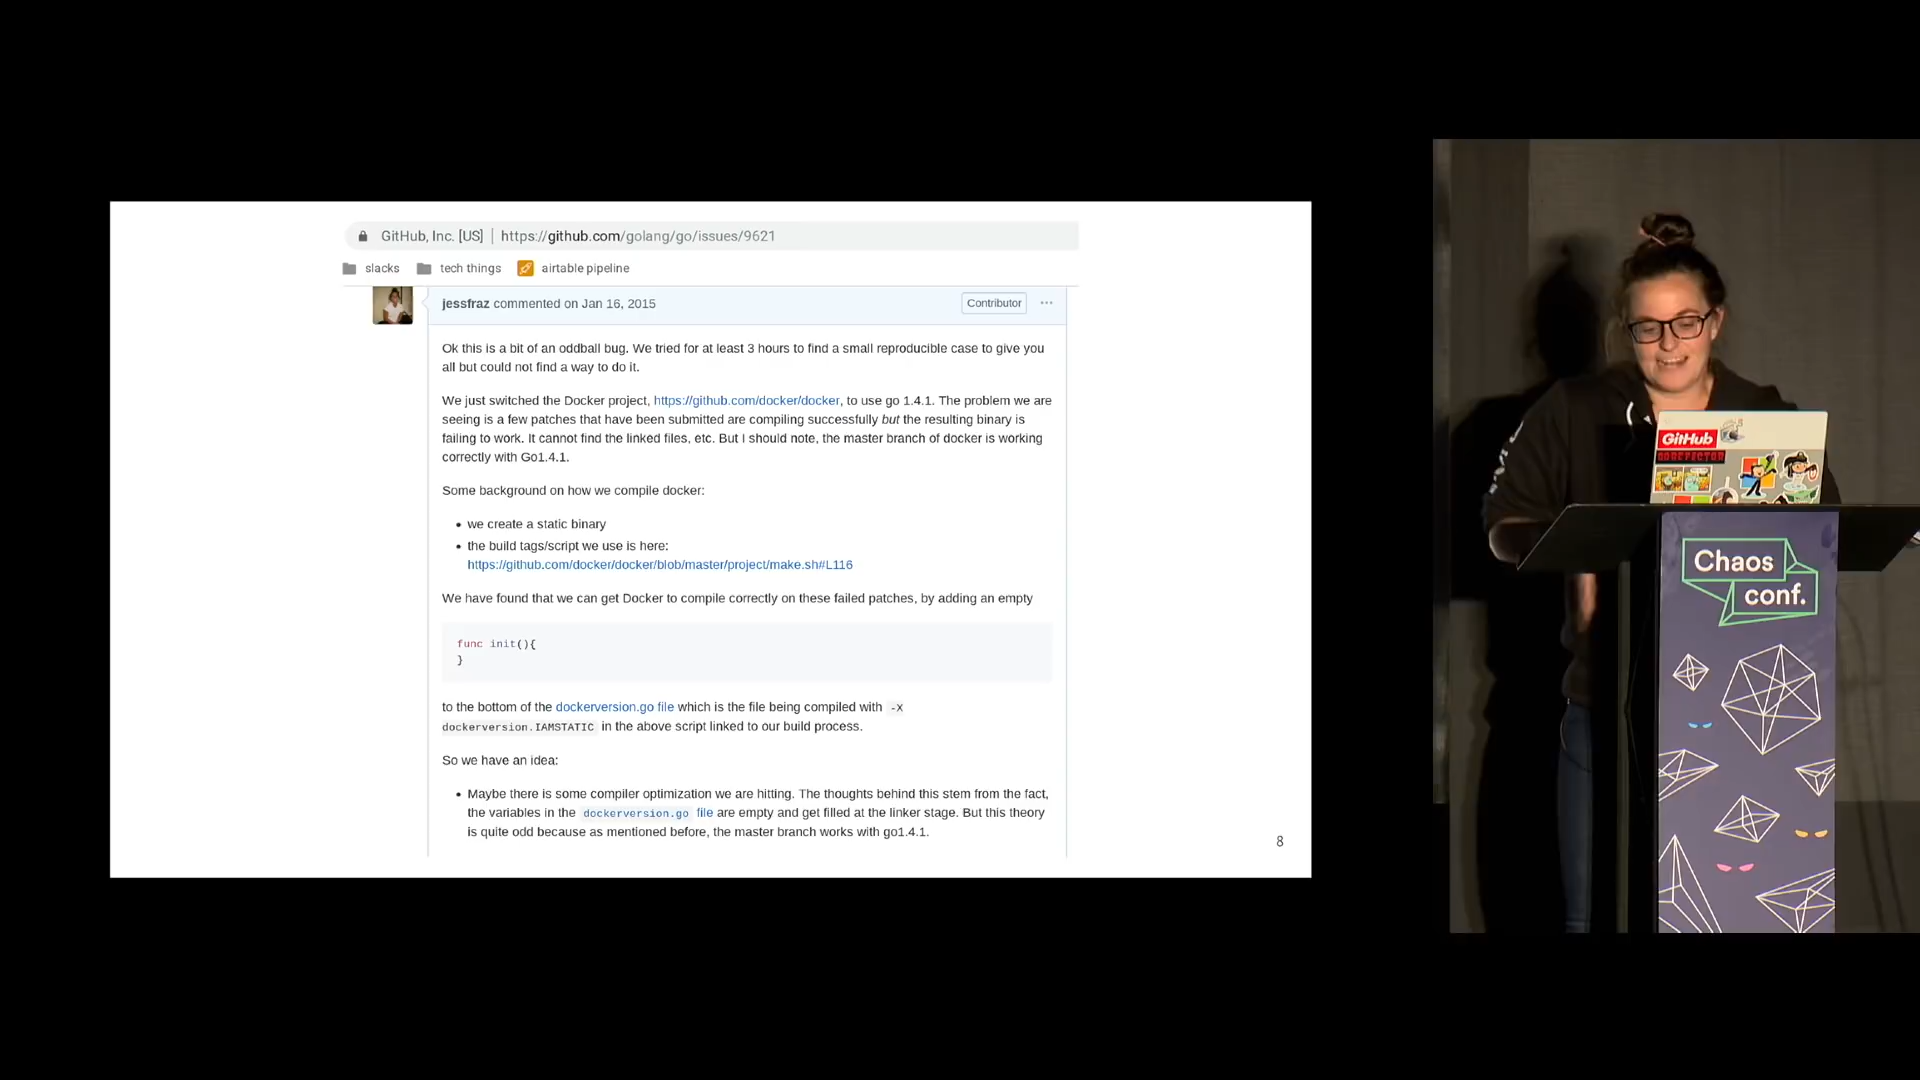 GitHub, Inc. [US] | https://github.com/golang/go/issues/9621
slacks tech things airtable pipeline
jessfraz commented on Jan 16, 2015 Contributor ···
Ok this is a bit of an oddball bug. We tried for at least 3 hours to find a small reproducible case to give you
all but could not find a way to do it.
We just switched the Docker project, https://github.com/docker/docker, to use go 1.4.1. The problem we are
seeing is a few patches that have been submitted are compiling successfully but the resulting binary is
failing to work. It cannot find the linked files, etc. But I should note, the master branch of docker is working
correctly with Go1.4.1.
Some background on how we compile docker:
• we create a static binary
• the build tags/script we use is here:
https://github.com/docker/docker/blob/master/project/make.sh#L116
We have found that we can get Docker to compile correctly on these failed patches, by adding an empty
func init(){
}
to the bottom of the dockerversion.go file which is the file being compiled with -X
dockerversion.IAMSTATIC in the above script linked to our build process.
So we have an idea:
• Maybe there is some compiler optimization we are hitting. The thoughts behind this stem from the fact,
the variables in the dockerversion.go file are empty and get filled at the linker stage. But this theory
is quite odd because as mentioned before, the master branch works with go1.4.1.
8
GitHub
Chaos
conf.